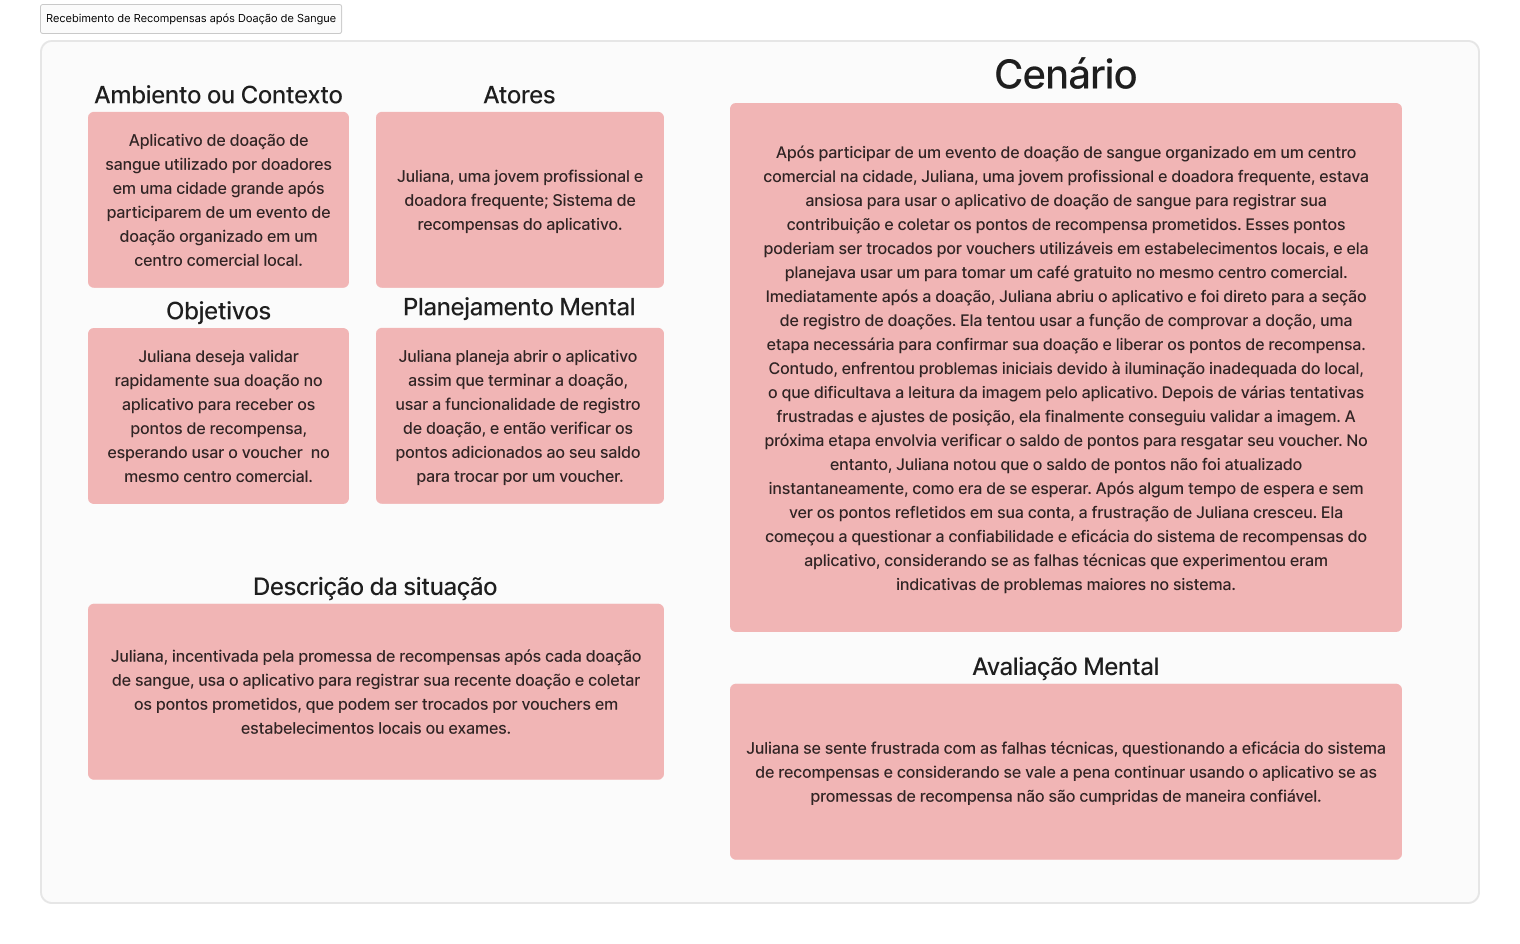 Recebimento de Recompensas após Doação de Sangue
Ambiento ou Contexto
Aplicativo de doação de
sangue utilizado por doadores
em uma cidade grande após
participarem de um evento de
doação organizado em um
centro comercial local.
Atores
Juliana, uma jovem profissional e
doadora frequente; Sistema de
recompensas do aplicativo.
Objetivos
Juliana deseja validar
rapidamente sua doação no
aplicativo para receber os
pontos de recompensa,
esperando usar o voucher  no
mesmo centro comercial.
Planejamento Mental
Juliana planeja abrir o aplicativo
assim que terminar a doação,
usar a funcionalidade de registro
de doação, e então verificar os
pontos adicionados ao seu saldo
para trocar por um voucher.
Descrição da situação
Juliana, incentivada pela promessa de recompensas após cada doação
de sangue, usa o aplicativo para registrar sua recente doação e coletar
os pontos prometidos, que podem ser trocados por vouchers em
estabelecimentos locais ou exames.
Cenário
Após participar de um evento de doação de sangue organizado em um centro
comercial na cidade, Juliana, uma jovem profissional e doadora frequente, estava
ansiosa para usar o aplicativo de doação de sangue para registrar sua
contribuição e coletar os pontos de recompensa prometidos. Esses pontos
poderiam ser trocados por vouchers utilizáveis em estabelecimentos locais, e ela
planejava usar um para tomar um café gratuito no mesmo centro comercial.
Imediatamente após a doação, Juliana abriu o aplicativo e foi direto para a seção
de registro de doações. Ela tentou usar a função de comprovar a doção, uma
etapa necessária para confirmar sua doação e liberar os pontos de recompensa.
Contudo, enfrentou problemas iniciais devido à iluminação inadequada do local,
o que dificultava a leitura da imagem pelo aplicativo. Depois de várias tentativas
frustradas e ajustes de posição, ela finalmente conseguiu validar a imagem. A
próxima etapa envolvia verificar o saldo de pontos para resgatar seu voucher. No
entanto, Juliana notou que o saldo de pontos não foi atualizado
instantaneamente, como era de se esperar. Após algum tempo de espera e sem
ver os pontos refletidos em sua conta, a frustração de Juliana cresceu. Ela
começou a questionar a confiabilidade e eficácia do sistema de recompensas do
aplicativo, considerando se as falhas técnicas que experimentou eram
indicativas de problemas maiores no sistema.
Avaliação Mental
Juliana se sente frustrada com as falhas técnicas, questionando a eficácia do sistema
de recompensas e considerando se vale a pena continuar usando o aplicativo se as
promessas de recompensa não são cumpridas de maneira confiável.